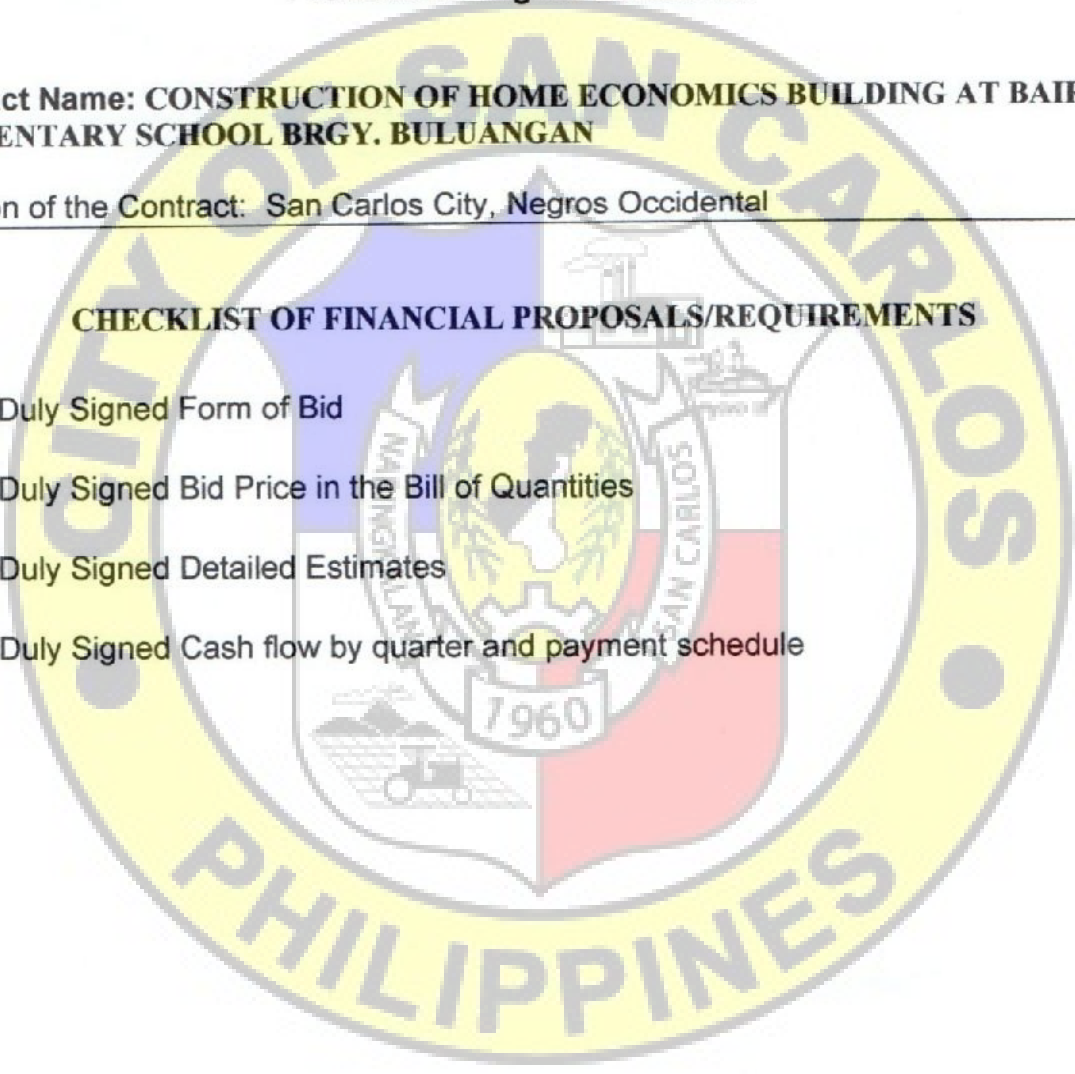 ct Name: CONSTRUCTION OF HOME ECONOMICS BUILDING AT BAI
ENTARY SCHOOL BRGY. BULUANGAN
n of the Contract: San Carlos City, Negros Occidental
CHECKLIST OF FINANCIAL PROPOSALS/REQUIREMENTS
Duly Signed Form of Bid
Duly Signed Bid Price in the Bill of Quantities
Duly Signed Detailed Estimates
Duly Signed Cash flow by quarter and payment schedule
CITY OF SAN CARLOS
SAN CARLOS
1960
PHILIPPINES